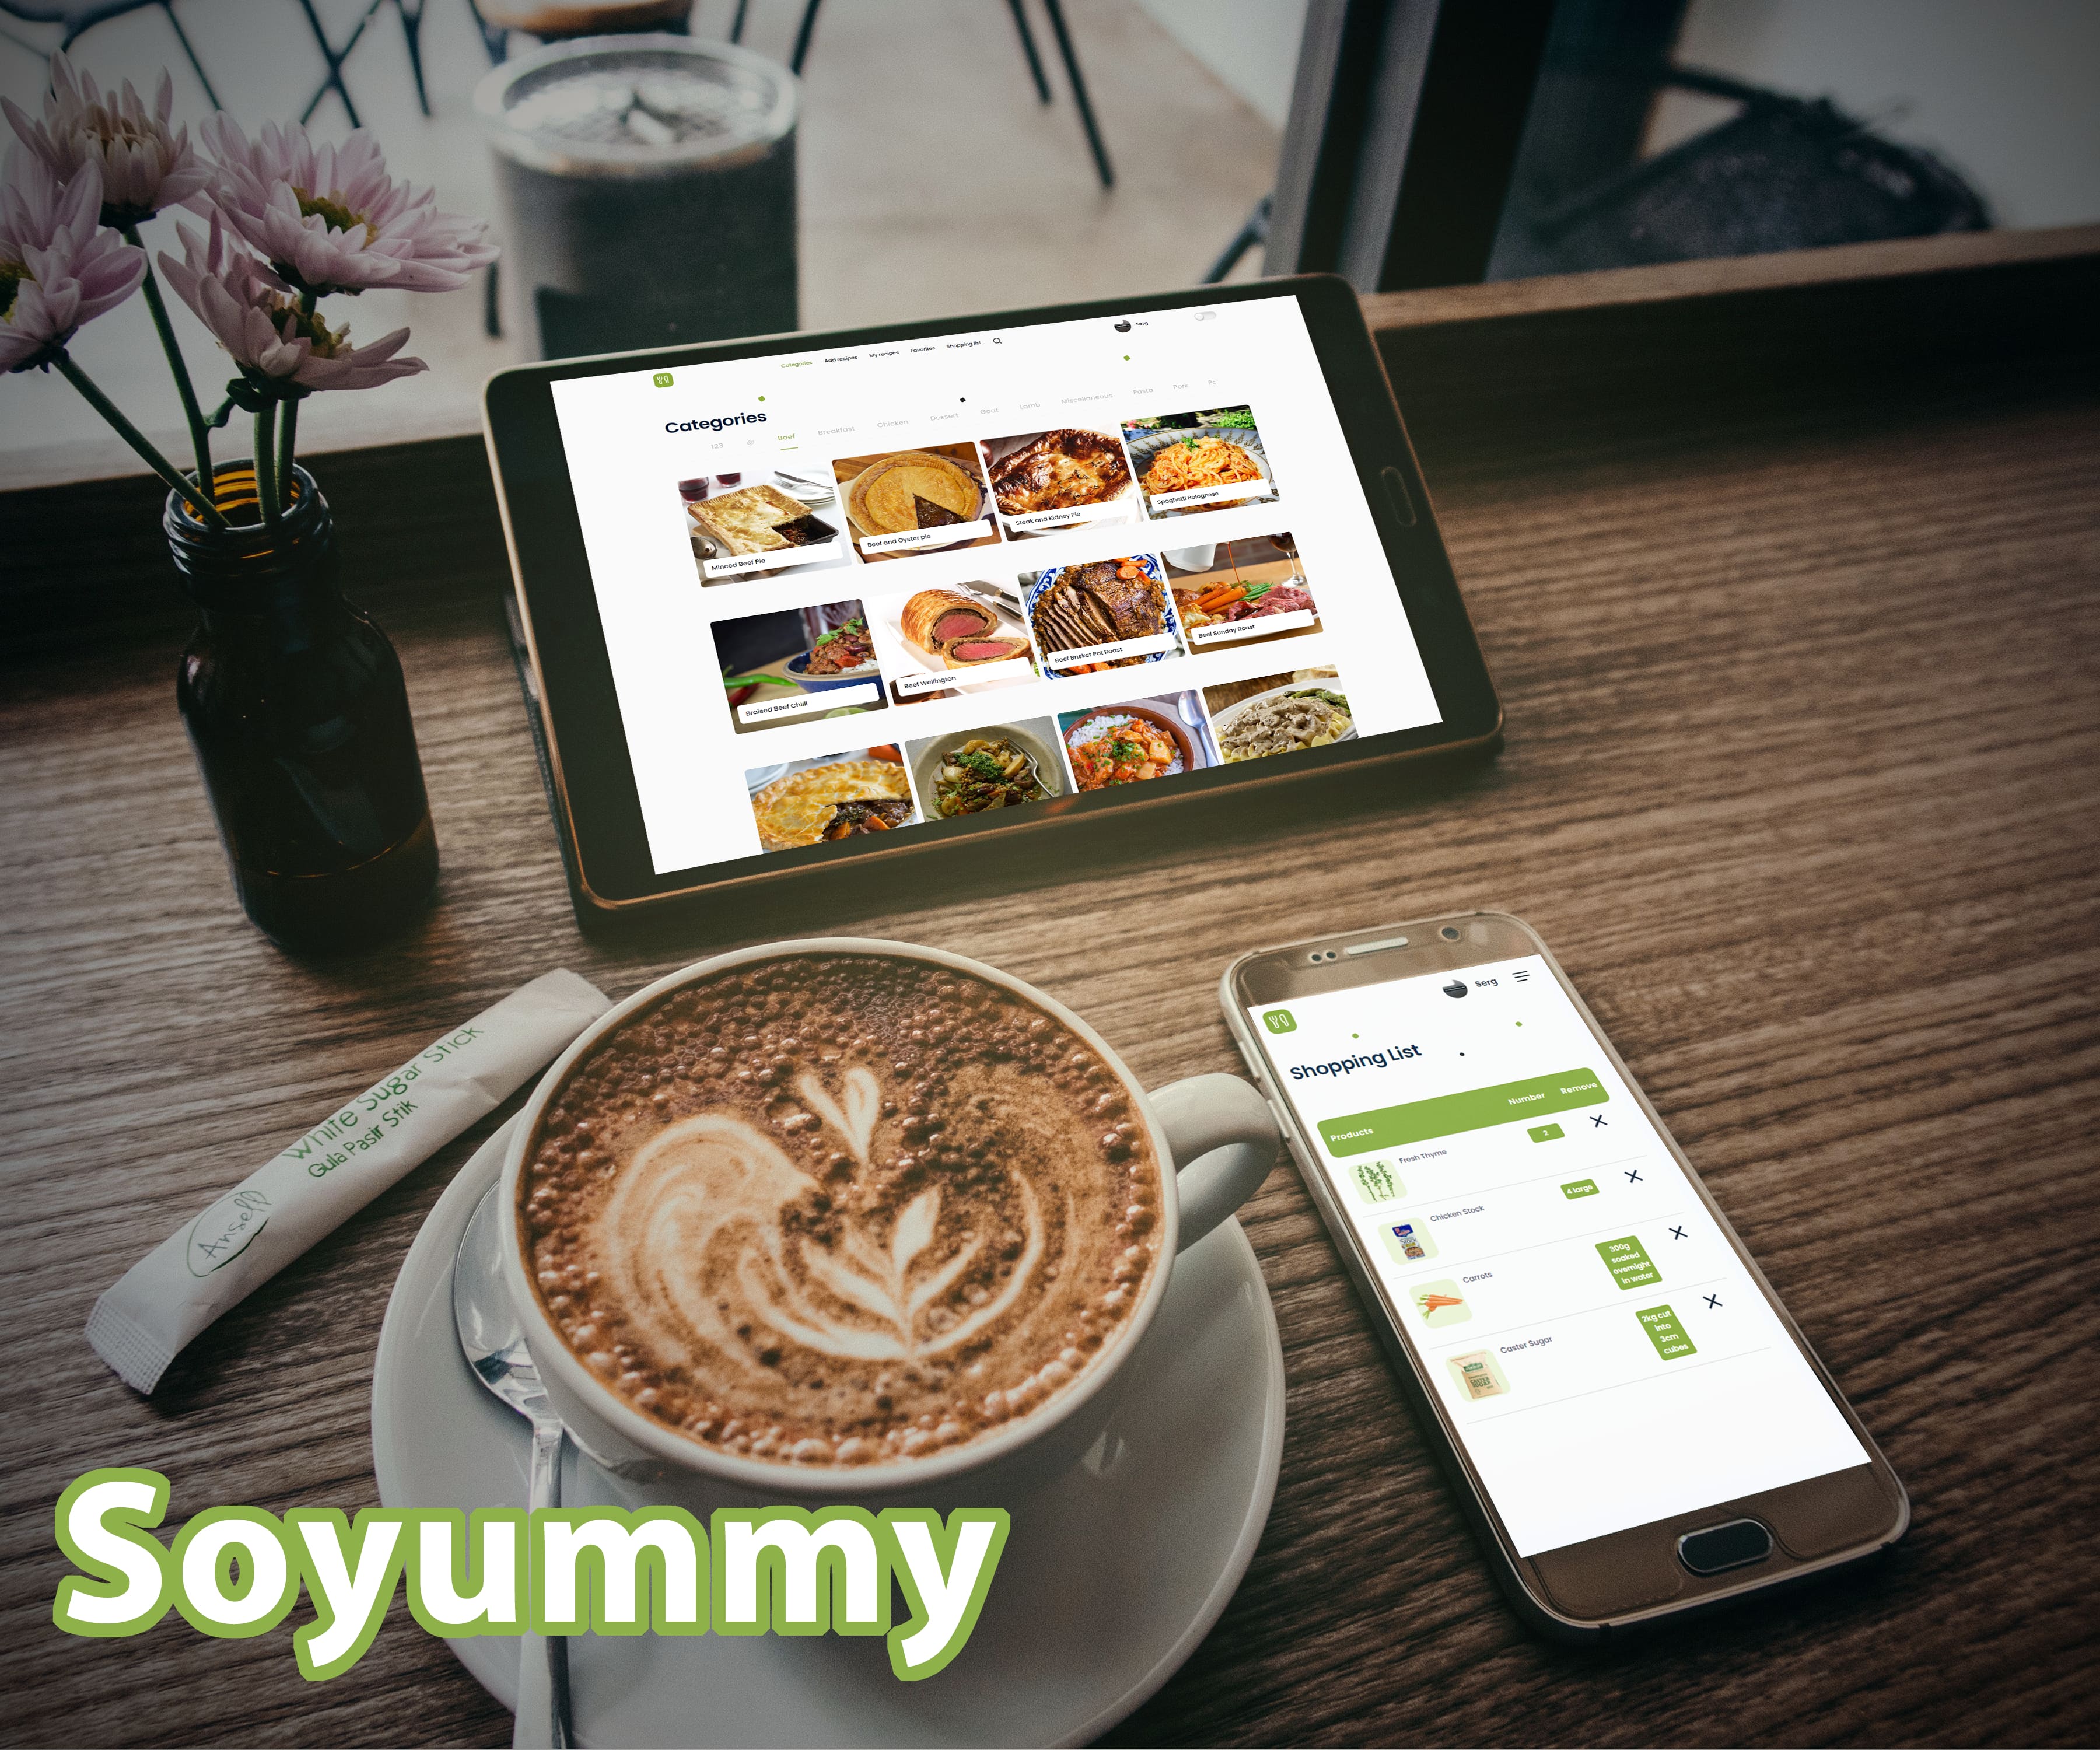 Serg
Categories Add recipes My recipes Favorites Shopping list
Categories
123 @ Beef Breakfast Chicken Dessert Goat Lamb Miscellaneous Pasta Pork
Minced Beef Pie
Beef and Oyster pie
Steak and Kidney Pie
Spaghetti Bolognese
Braised Beef Chilli
Beef Wellington
Beef Brisket Pot Roast
Beef Sunday Roast
White Sugar Stick
Gula Pasir Stik
Ansell
Serg
Shopping List
Products Number Remove
Fresh Thyme 2
Chicken Stock 4 large
Carrots
300g
soaked
overnight
in water
Caster Sugar
2kg cut
into
3cm
cubes
Soyummy